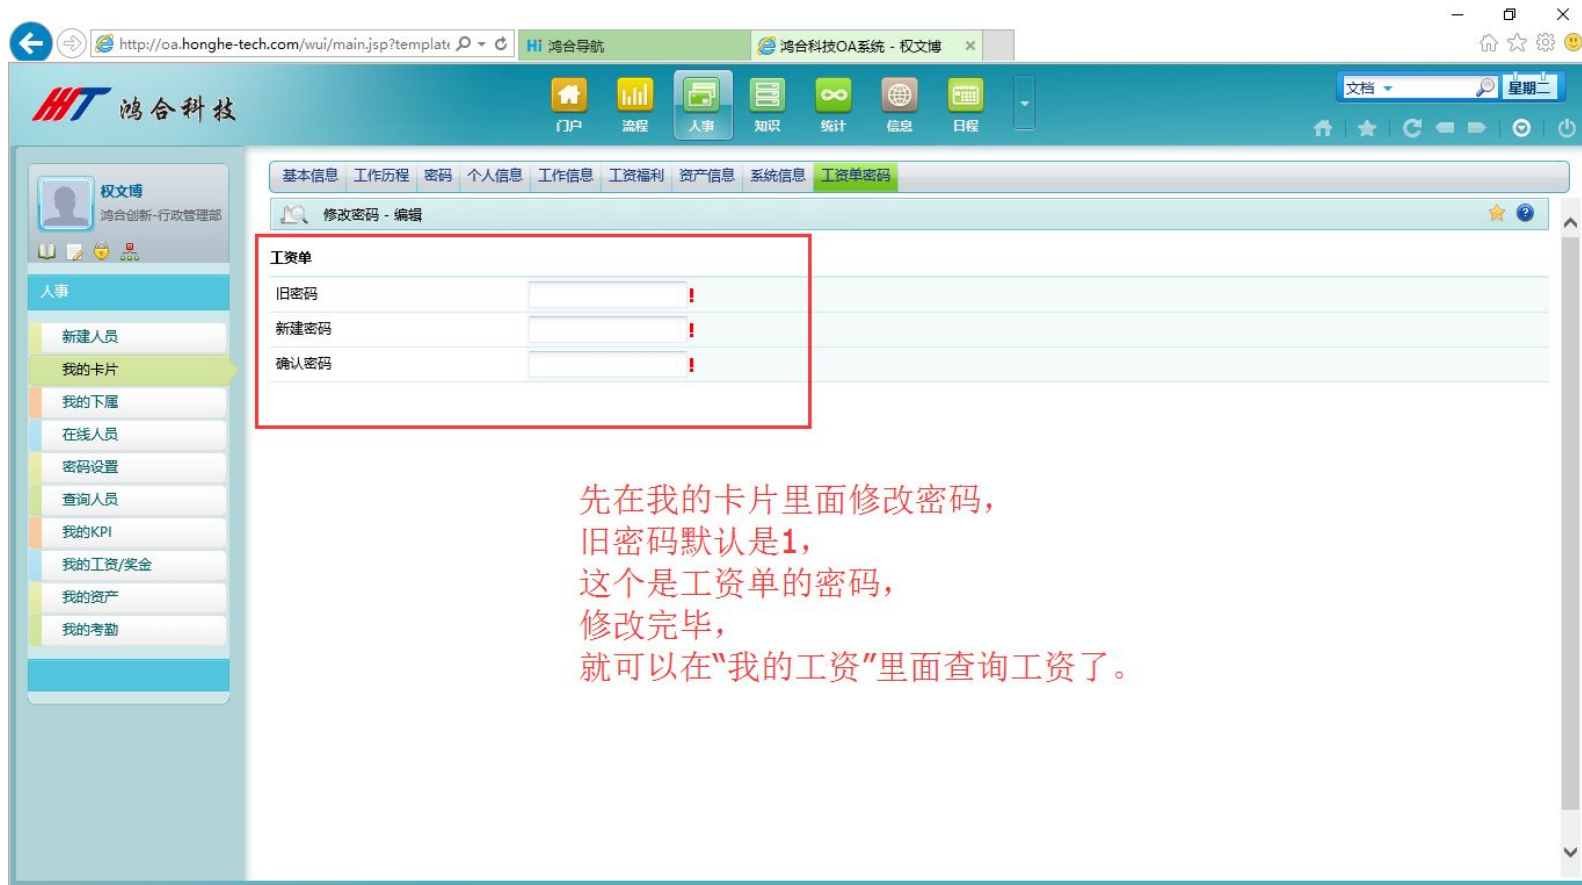 http://oa.honghe-tech.com/wui/main.jsp?templat
Hi 鸿合导航
鸿合科技OA系统 - 权文博
HT 鸿合科技
门户 流程 人事 知识 统计 信息 日程
文档
星期二
权文博
鸿合创新-行政管理部
基本信息 工作历程 密码 个人信息 工作信息 工资福利 资产信息 系统信息 工资单密码
修改密码 - 编辑
工资单
旧密码 !
新建密码 !
确认密码 !
人事
新建人员
我的卡片
我的下属
在线人员
密码设置
查询人员
我的KPI
我的工资/奖金
我的资产
我的考勤
先在我的卡片里面修改密码，
旧密码默认是1，
这个是工资单的密码，
修改完毕，
就可以在“我的工资”里面查询工资了。